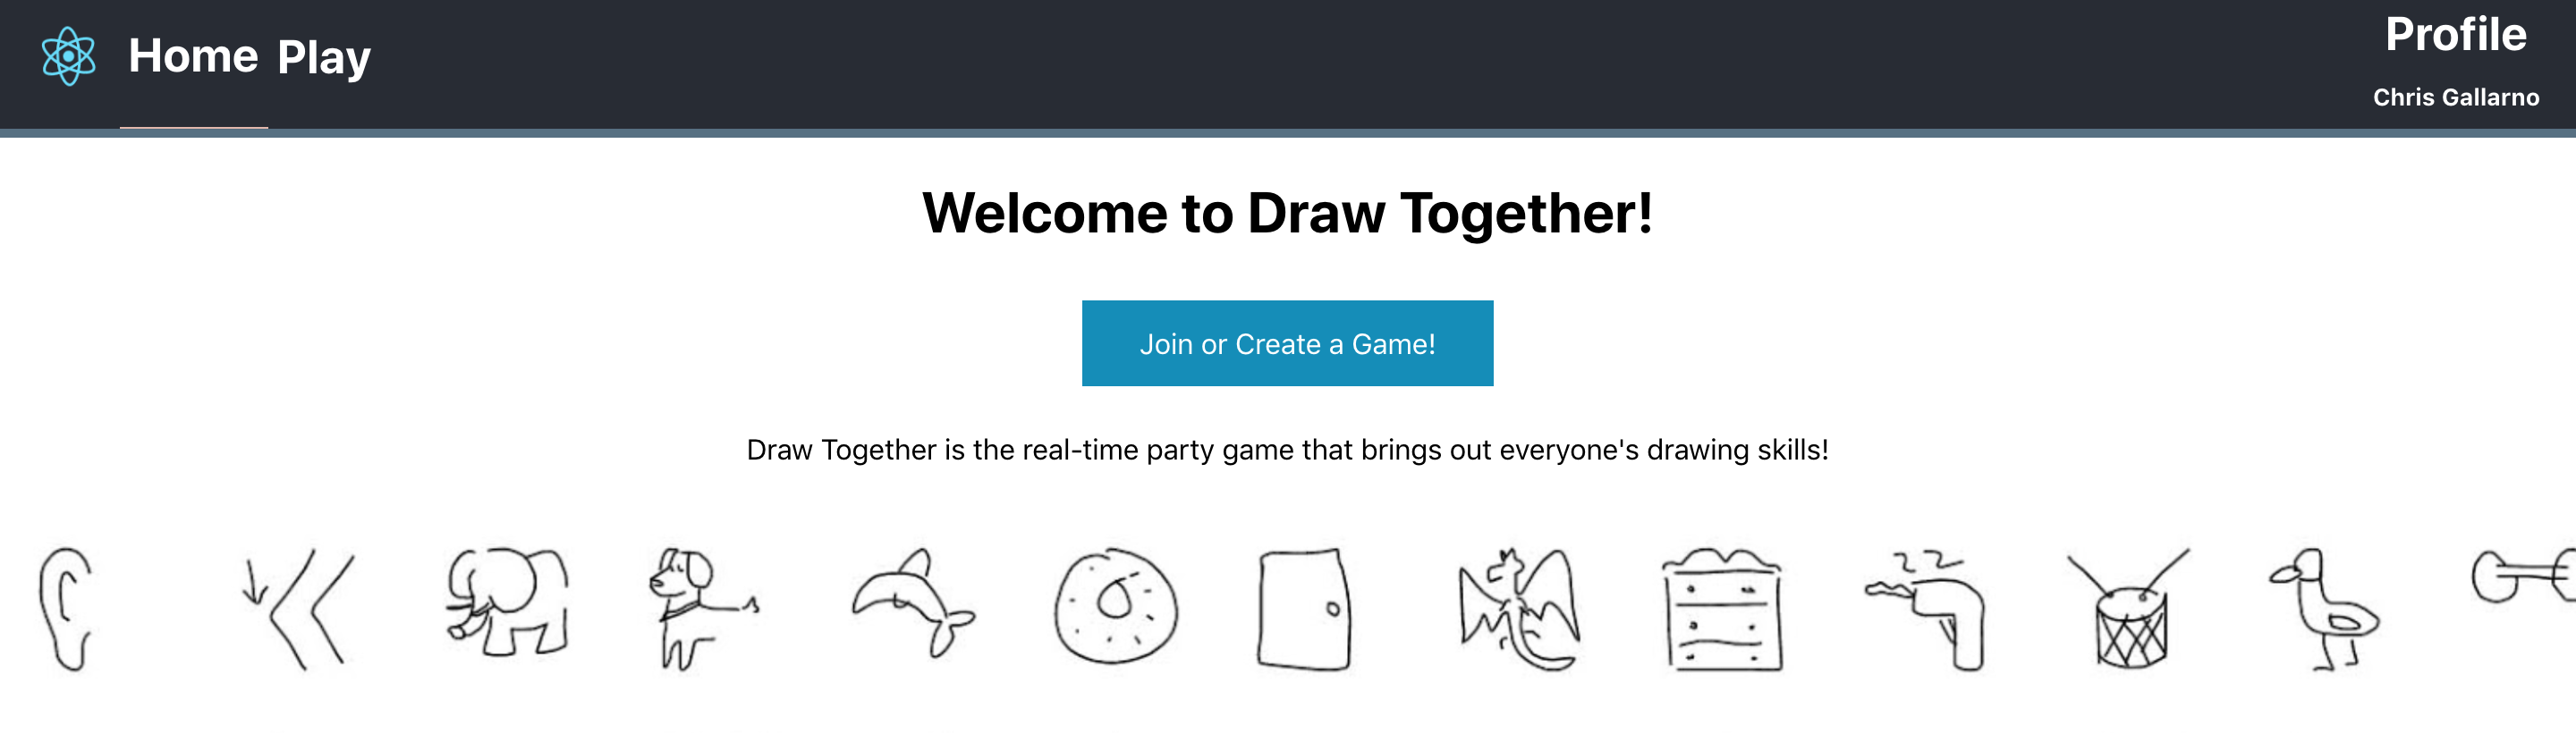 Home Play
Profile
Chris Gallarno
Welcome to Draw Together!
Join or Create a Game!
Draw Together is the real-time party game that brings out everyone's drawing skills!